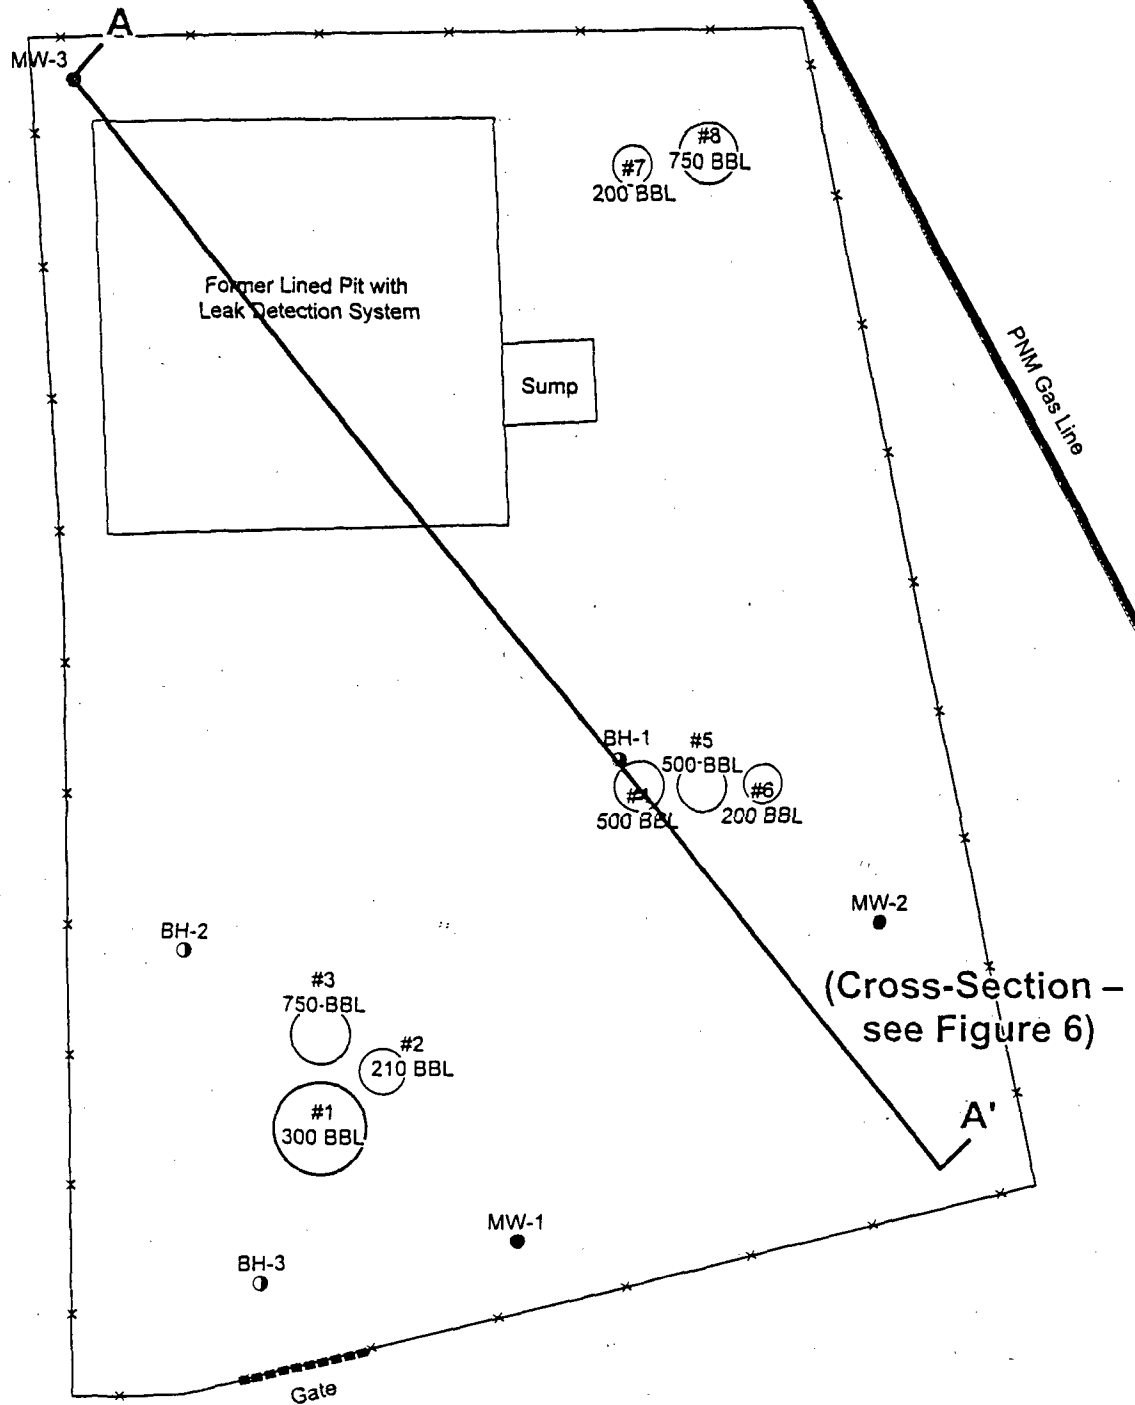 A
MW-3
#8
750 BBL
#7
200 BBL
Former Lined Pit with
Leak Detection System
Sump
PNM Gas Line
BH-1
#5
500 BBL
#4
500 BBL
#6
200 BBL
MW-2
BH-2
(Cross-Section –
see Figure 6)
#3
750 BBL
#2
210 BBL
#1
300 BBL
A'
MW-1
BH-3
Gate